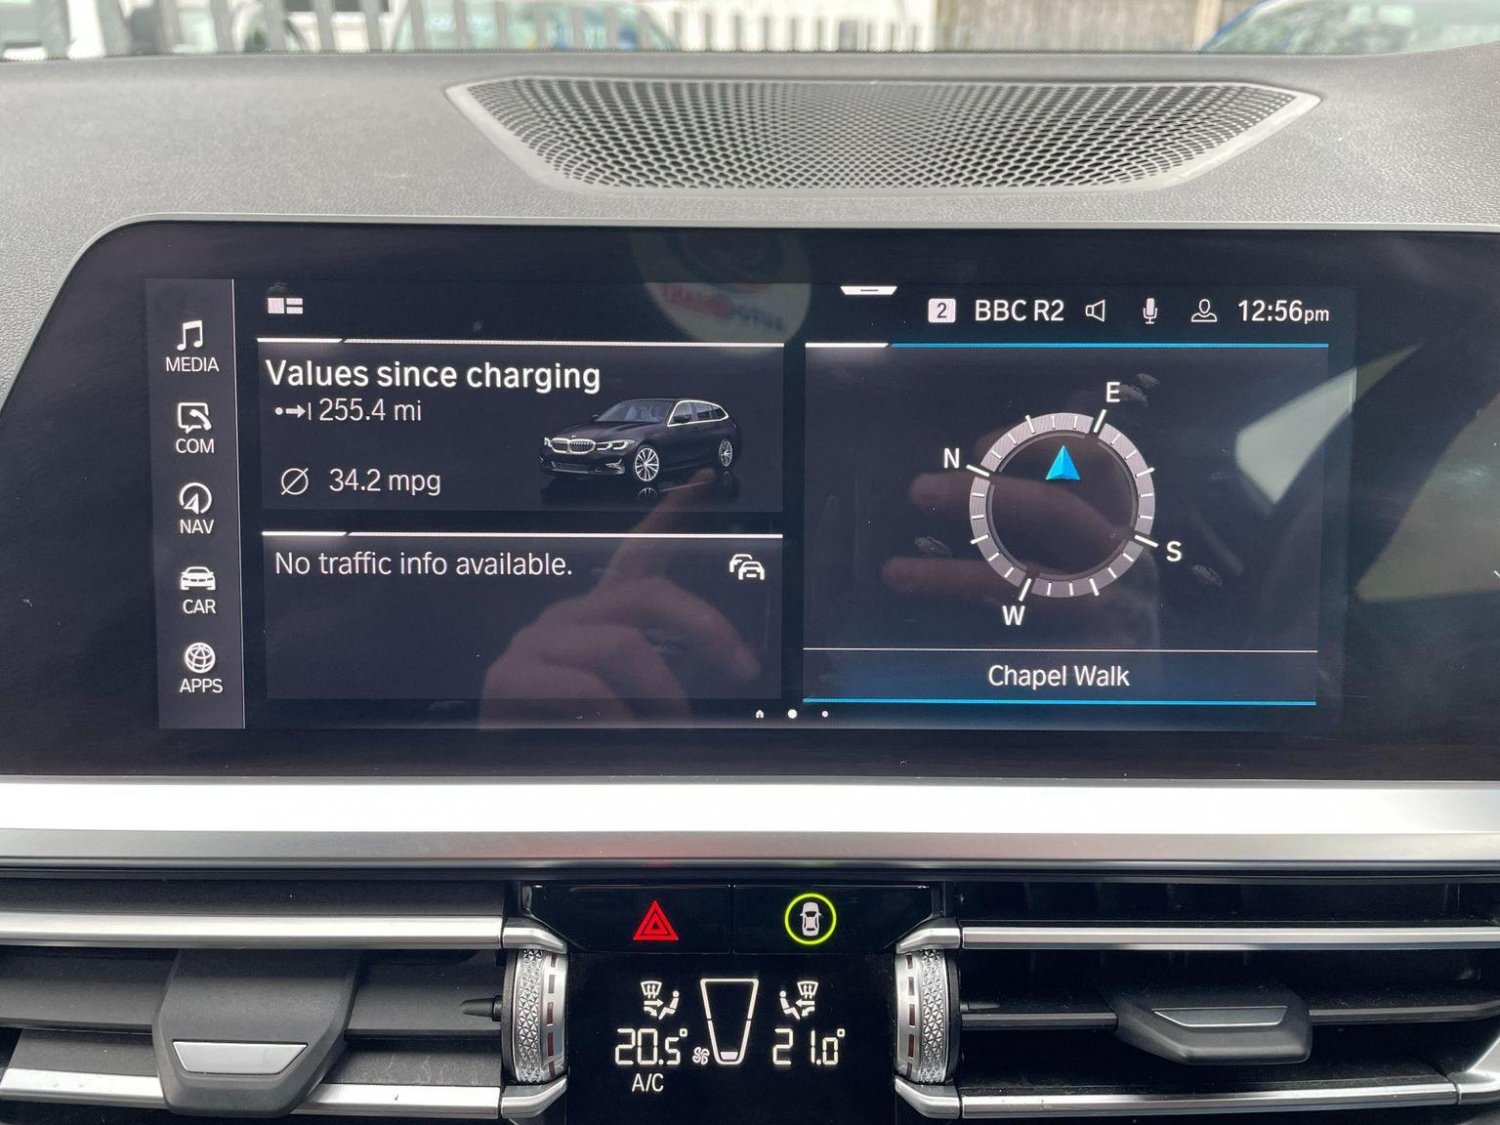 2 BBC R2 12:56pm
MEDIA
COM
NAV
CAR
APPS
Values since charging
255.4 mi
Ø 34.2 mpg
No traffic info available.
E
N
S
W
Chapel Walk
20.5° 21.0°
A/C